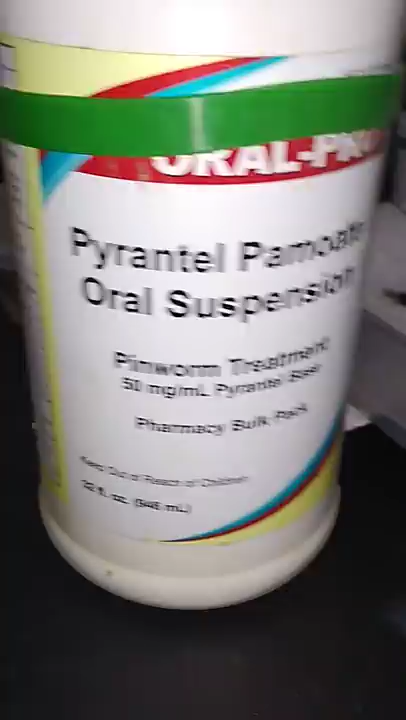 ORAL-PRO
Pyrantel Pamoate
Oral Suspension
Pinworm Treatment
50 mg/mL Pyrantel Base
Pharmacy Bulk Pack
Keep Out of Reach of Children
32 fl. oz. (946 mL)